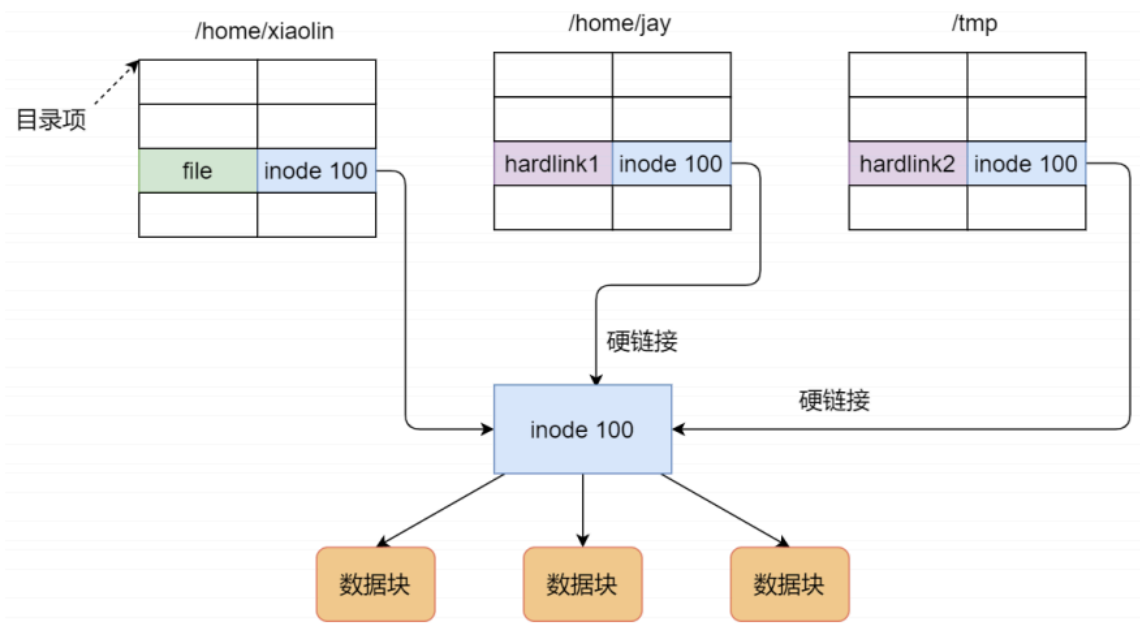 /home/xiaolin
/home/jay
/tmp
目录项
file
inode 100
hardlink1
inode 100
hardlink2
inode 100
硬链接
硬链接
inode 100
数据块
数据块
数据块